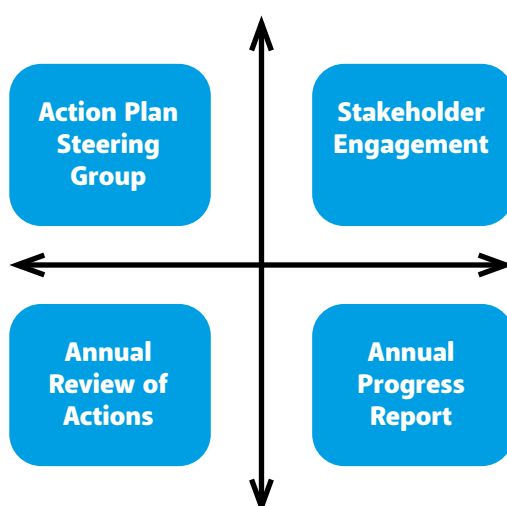 Action Plan
Steering
Group
Stakeholder
Engagement
Annual
Review of
Actions
Annual
Progress
Report